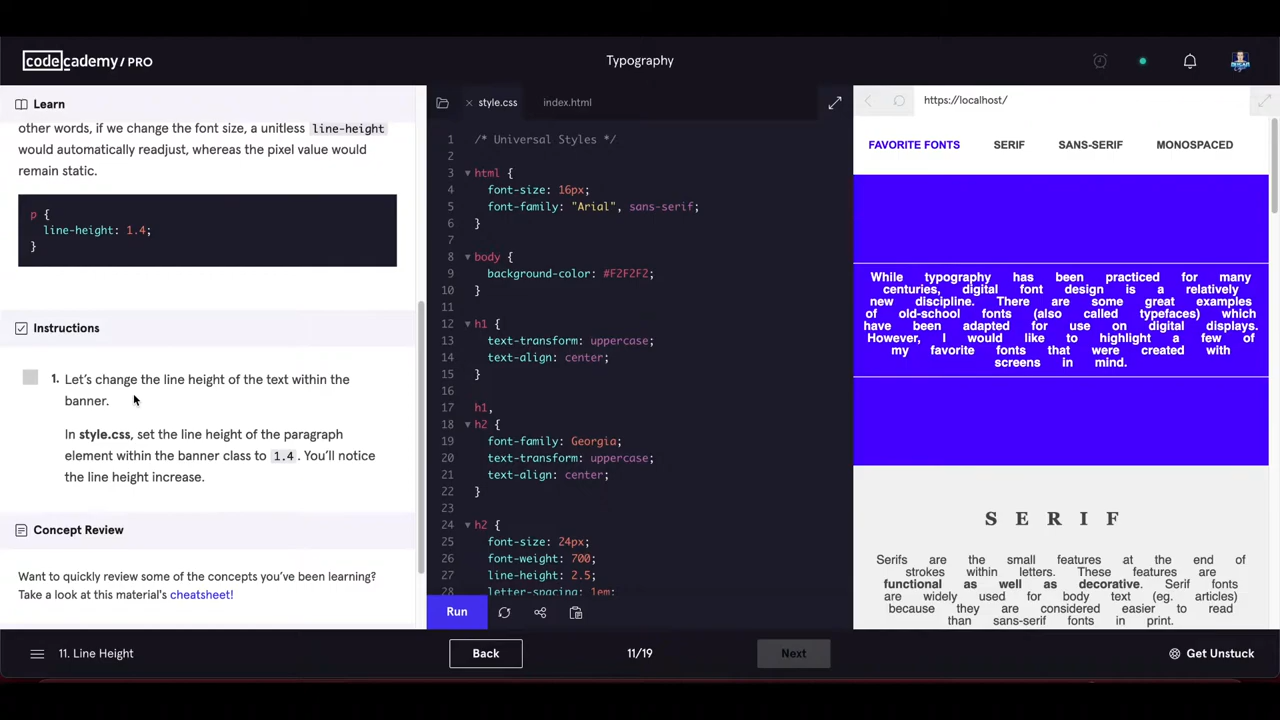 codecademy / PRO
Typography
Learn
other words, if we change the font size, a unitless line-height
would automatically readjust, whereas the pixel value would
remain static.
p {
line-height: 1.4;
}
Instructions
1. Let's change the line height of the text within the
banner.
In style.css, set the line height of the paragraph
element within the banner class to 1.4. You'll notice
the line height increase.
Concept Review
Want to quickly review some of the concepts you've been learning?
Take a look at this material's cheatsheet!
style.css
index.html
1 /* Universal Styles */
2
3 html {
4 font-size: 16px;
5 font-family: "Arial", sans-serif;
6 }
7
8 body {
9 background-color: #F2F2F2;
10 }
11
12 h1 {
13 text-transform: uppercase;
14 text-align: center;
15 }
16
17 h1,
18 h2 {
19 font-family: Georgia;
20 text-transform: uppercase;
21 text-align: center;
22 }
23
24 h2 {
25 font-size: 24px;
26 font-weight: 700;
27 line-height: 2.5;
28 letter-spacing: 1em;
Run
https://localhost/
FAVORITE FONTS SERIF SANS-SERIF MONOSPACED
While typography has been practiced for many
centuries, digital font design is a relatively
new discipline. There are some great examples
of old-school fonts (also called typefaces) which
have been adapted for use on digital displays.
However, I would like to highlight a few of
my favorite fonts that were created with
screens in mind.
SERIF
Serifs are the small features at the end of
strokes within letters. These features are
functional as well as decorative. Serif fonts
are widely used for body text (eg. articles)
because they are considered easier to read
than sans-serif fonts in print.
11. Line Height
Back
11/19
Next
Get Unstuck